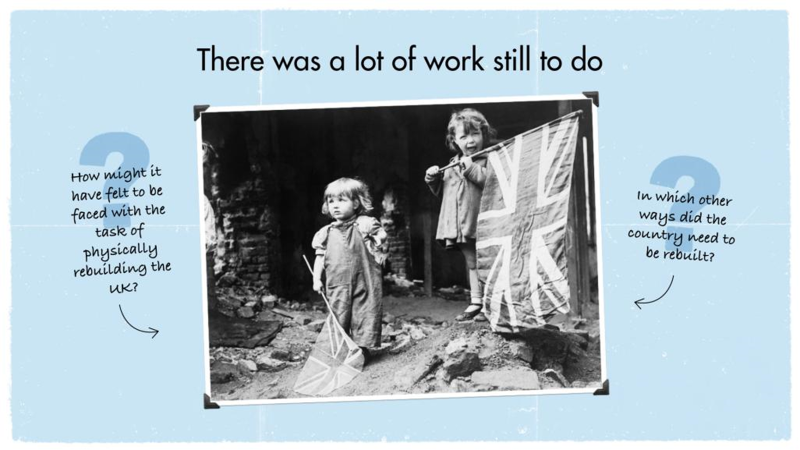 There was a lot of work still to do
How might it
have felt to be
faced with the
task of
physically
rebuilding the
UK?
In which other
ways did the
country need to
be rebuilt?